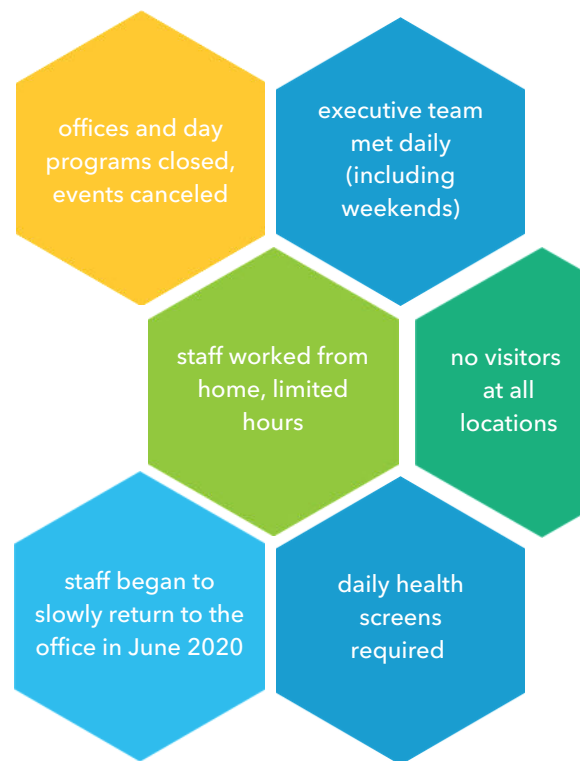 offices and day
programs closed,
events canceled
executive team
met daily
(including
weekends)
staff worked from
home, limited
hours
no visitors
at all
locations
staff began to
slowly return to the
office in June 2020
daily health
screens
required